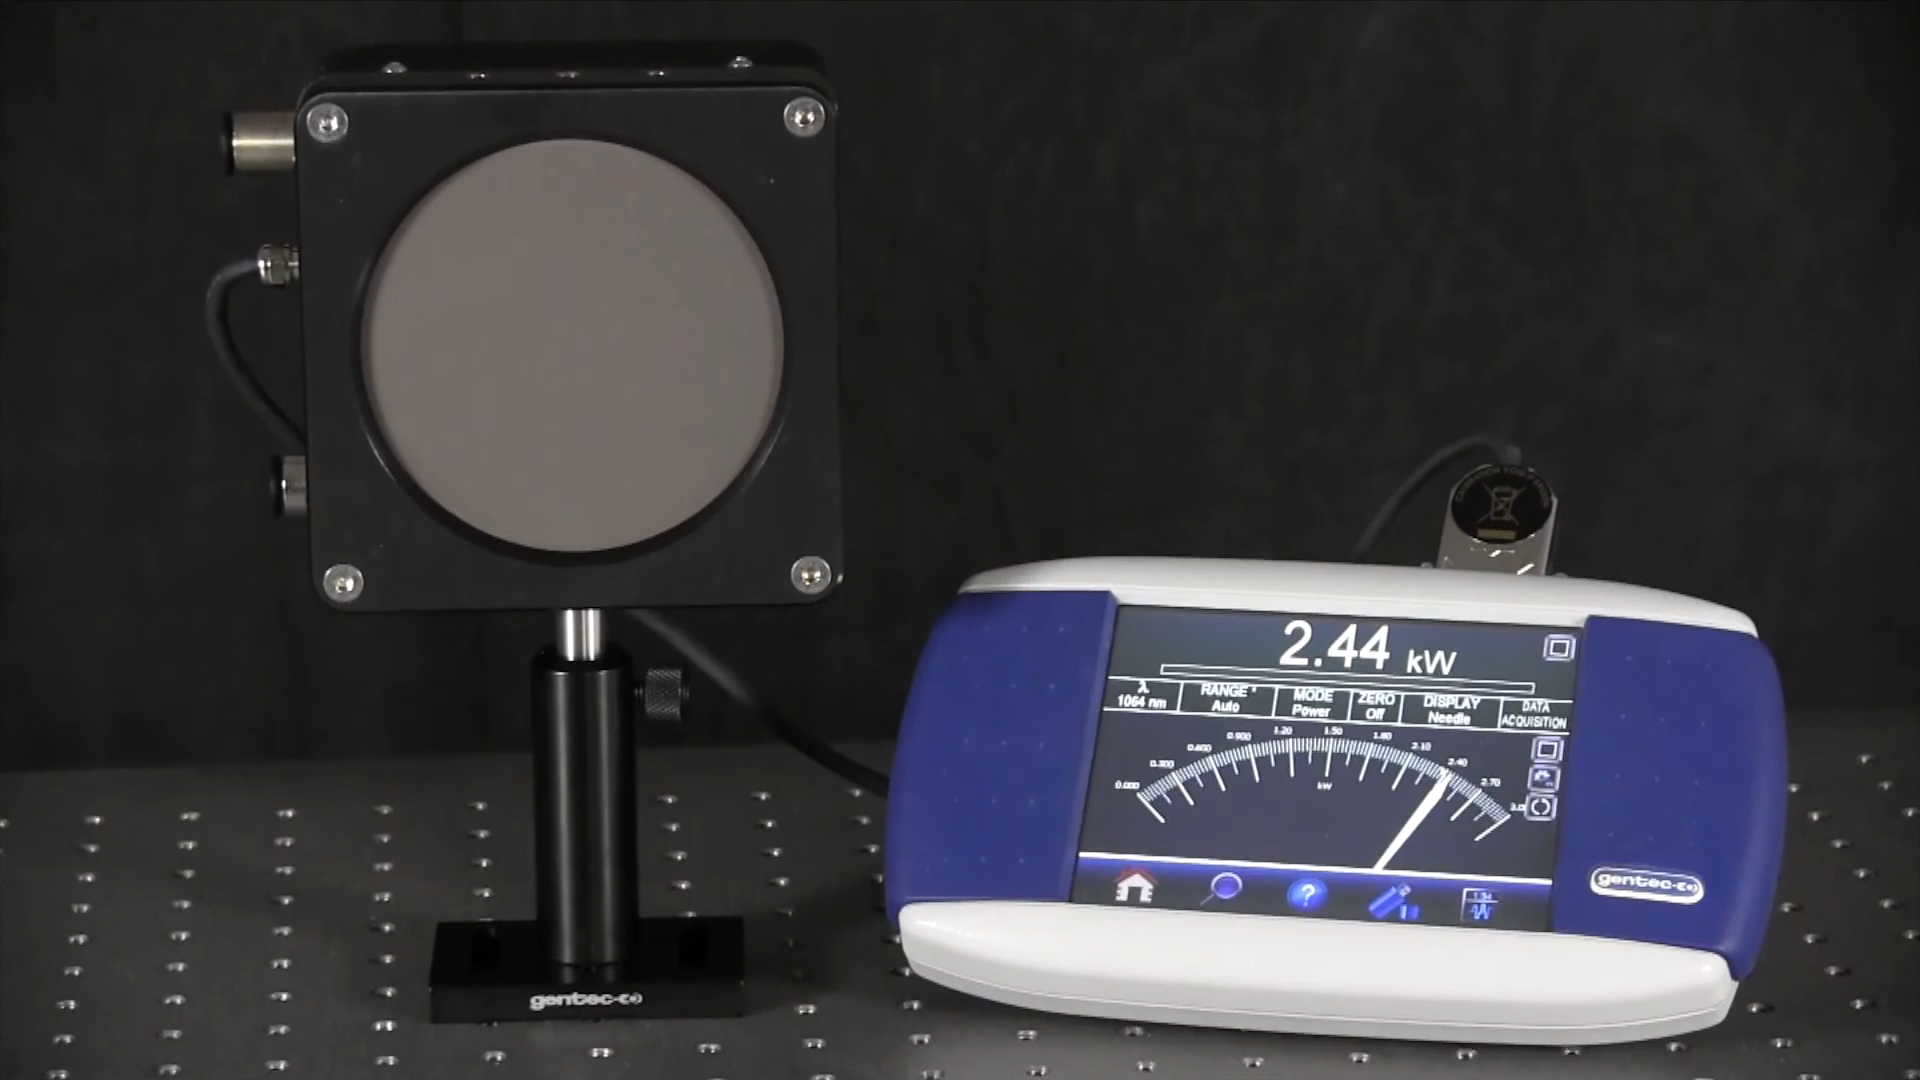 2.44 kW
λ
1064 nm
RANGE *
Auto
MODE
Power
ZERO
Off
DISPLAY
Needle
DATA
ACQUISITION
0.000
0.300
0.600
0.900
1.20
1.50
1.80
2.10
2.40
2.70
kW
?
gentec-eo
gentec-eo